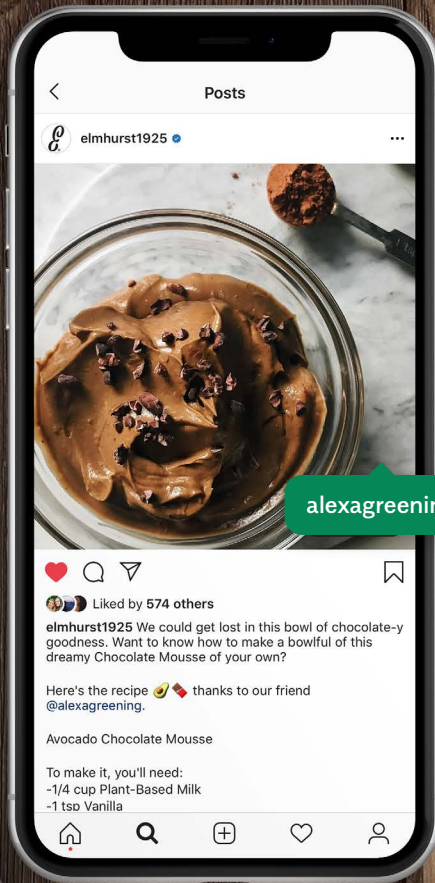 Posts
elmhurst1925
alexagreenin
Liked by 574 others
elmhurst1925 We could get lost in this bowl of chocolate-y
goodness. Want to know how to make a bowlful of this
dreamy Chocolate Mousse of your own?
Here's the recipe 🥑🍫 thanks to our friend
@alexagreening.
Avocado Chocolate Mousse
To make it, you'll need:
-1/4 cup Plant-Based Milk
-1 tsp Vanilla